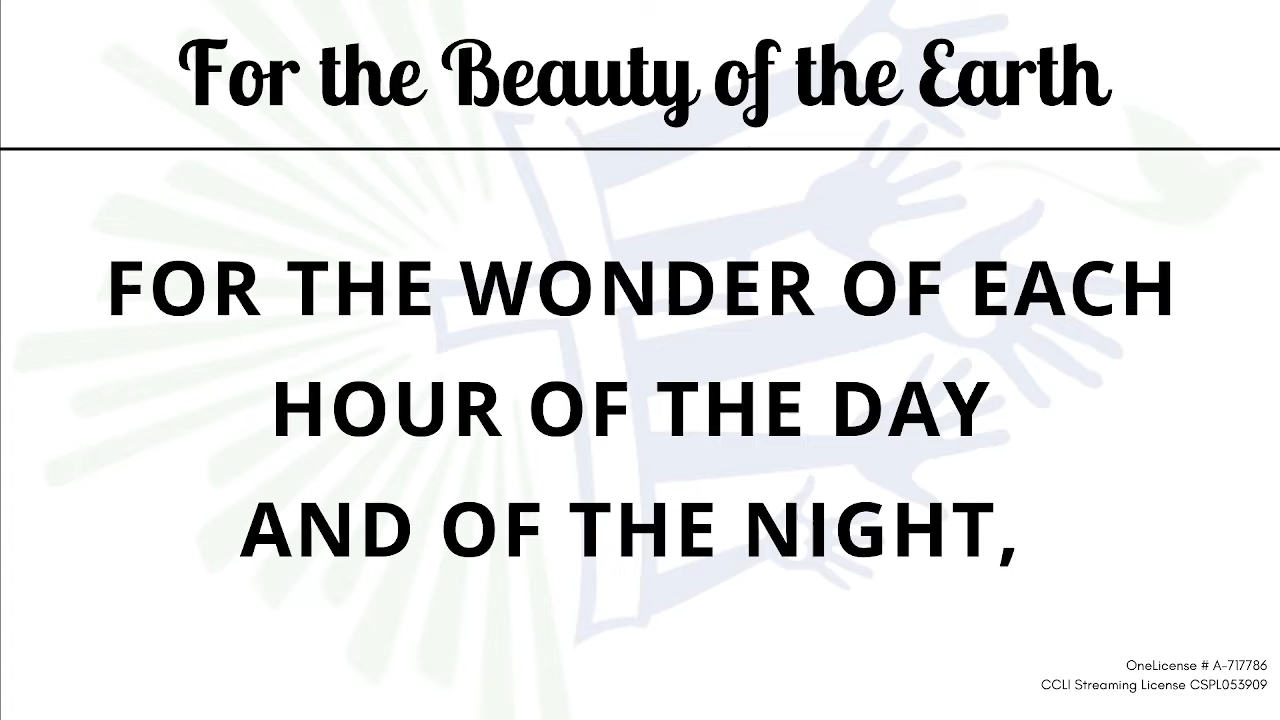 For the Beauty of the Earth
FOR THE WONDER OF EACH
HOUR OF THE DAY
AND OF THE NIGHT,
OneLicense # A-717786
CCLI Streaming License CSPL053909